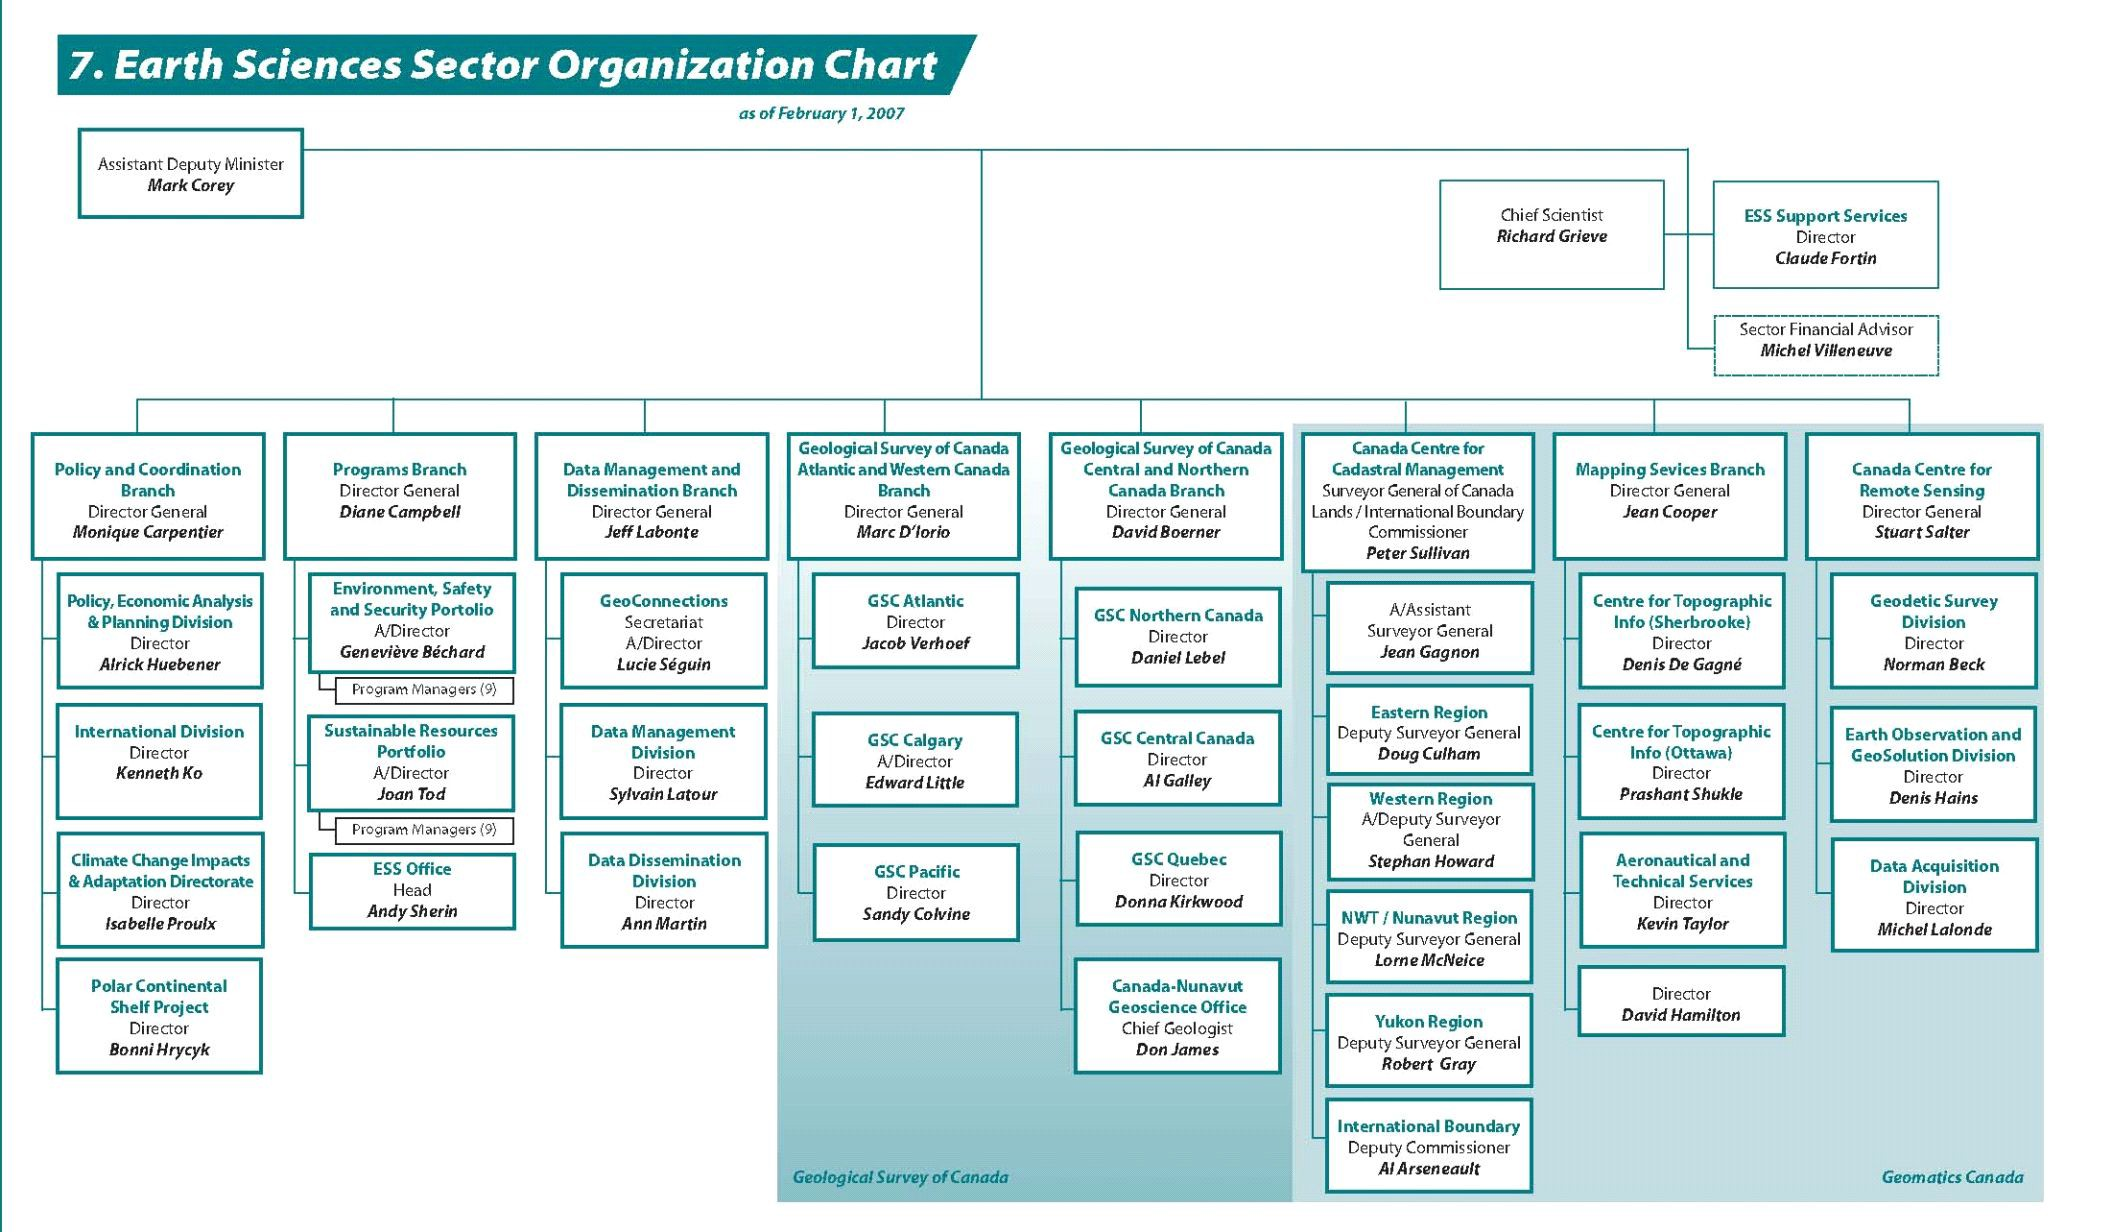 7. Earth Sciences Sector Organization Chart
as of February 1, 2007
Assistant Deputy Minister
Mark Corey
Chief Scientist
Richard Grieve
ESS Support Services
Director
Claude Fortin
Sector Financial Advisor
Michel Villeneuve
Policy and Coordination
Branch
Director General
Monique Carpentier
Policy, Economic Analysis
& Planning Division
Director
Alrick Huebener
International Division
Director
Kenneth Ko
Climate Change Impacts
& Adaptation Directorate
Director
Isabelle Proulx
Polar Continental
Shelf Project
Director
Bonni Hrycyk
Programs Branch
Director General
Diane Campbell
Environment, Safety
and Security Portolio
A/Director
Geneviève Béchard
Program Managers (9)
Sustainable Resources
Portfolio
A/Director
Joan Tod
Program Managers (9)
ESS Office
Head
Andy Sherin
Data Management and
Dissemination Branch
Director General
Jeff Labonte
GeoConnections
Secretariat
A/Director
Lucie Séguin
Data Management
Division
Director
Sylvain Latour
Data Dissemination
Division
Director
Ann Martin
Geological Survey of Canada
Atlantic and Western Canada
Branch
Director General
Marc D'Iorio
GSC Atlantic
Director
Jacob Verhoef
GSC Calgary
A/Director
Edward Little
GSC Pacific
Director
Sandy Colvine
Geological Survey of Canada
Central and Northern
Canada Branch
Director General
David Boerner
GSC Northern Canada
Director
Daniel Lebel
GSC Central Canada
Director
Al Galley
GSC Quebec
Director
Donna Kirkwood
Canada-Nunavut
Geoscience Office
Chief Geologist
Don James
Geological Survey of Canada
Canada Centre for
Cadastral Management
Surveyor General of Canada
Lands / International Boundary
Commissioner
Peter Sullivan
A/Assistant
Surveyor General
Jean Gagnon
Eastern Region
Deputy Surveyor General
Doug Culham
Western Region
A/Deputy Surveyor
General
Stephan Howard
NWT / Nunavut Region
Deputy Surveyor General
Lorne McNeice
Yukon Region
Deputy Surveyor General
Robert Gray
International Boundary
Deputy Commissioner
Al Arseneault
Mapping Sevices Branch
Director General
Jean Cooper
Centre for Topographic
Info (Sherbrooke)
Director
Denis De Gagné
Centre for Topographic
Info (Ottawa)
Director
Prashant Shukle
Aeronautical and
Technical Services
Director
Kevin Taylor
Director
David Hamilton
Canada Centre for
Remote Sensing
Director General
Stuart Salter
Geodetic Survey
Division
Director
Norman Beck
Earth Observation and
GeoSolution Division
Director
Denis Hains
Data Acquisition
Division
Director
Michel Lalonde
Geomatics Canada